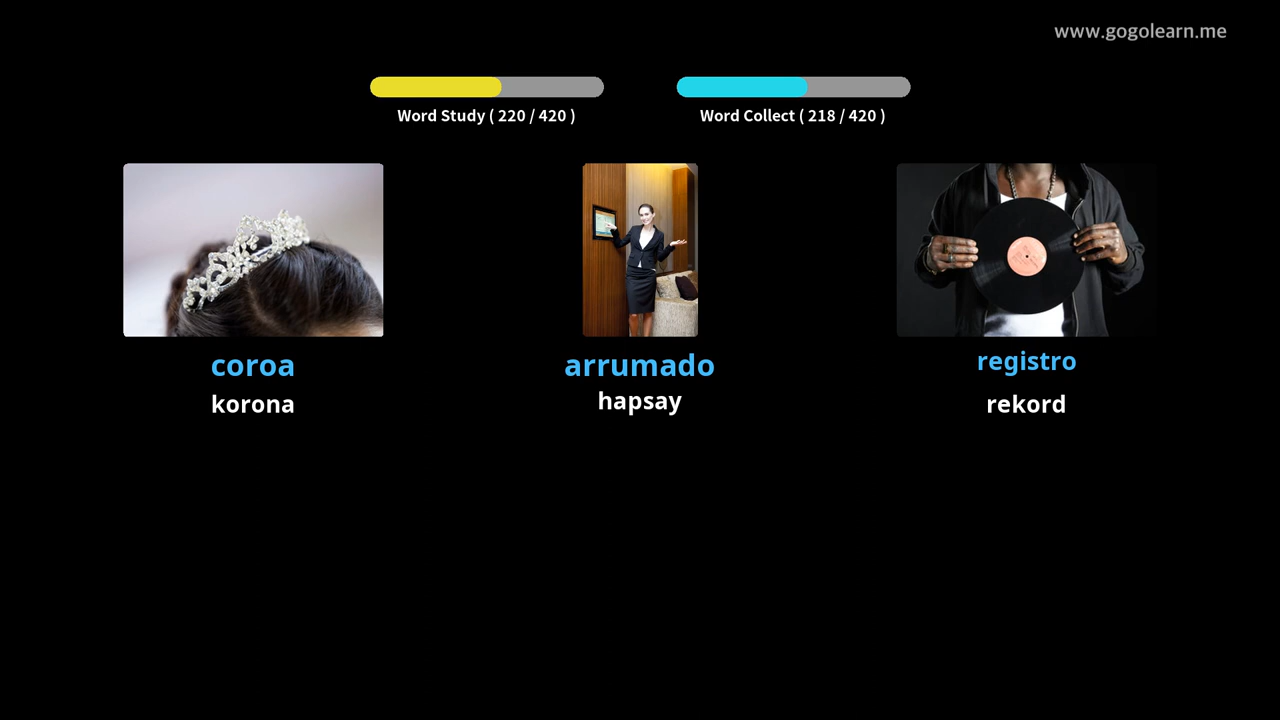 www.gogolearn.me
Word Study ( 220 / 420 )
Word Collect ( 218 / 420 )
coroa
korona
arrumado
hapsay
registro
rekord